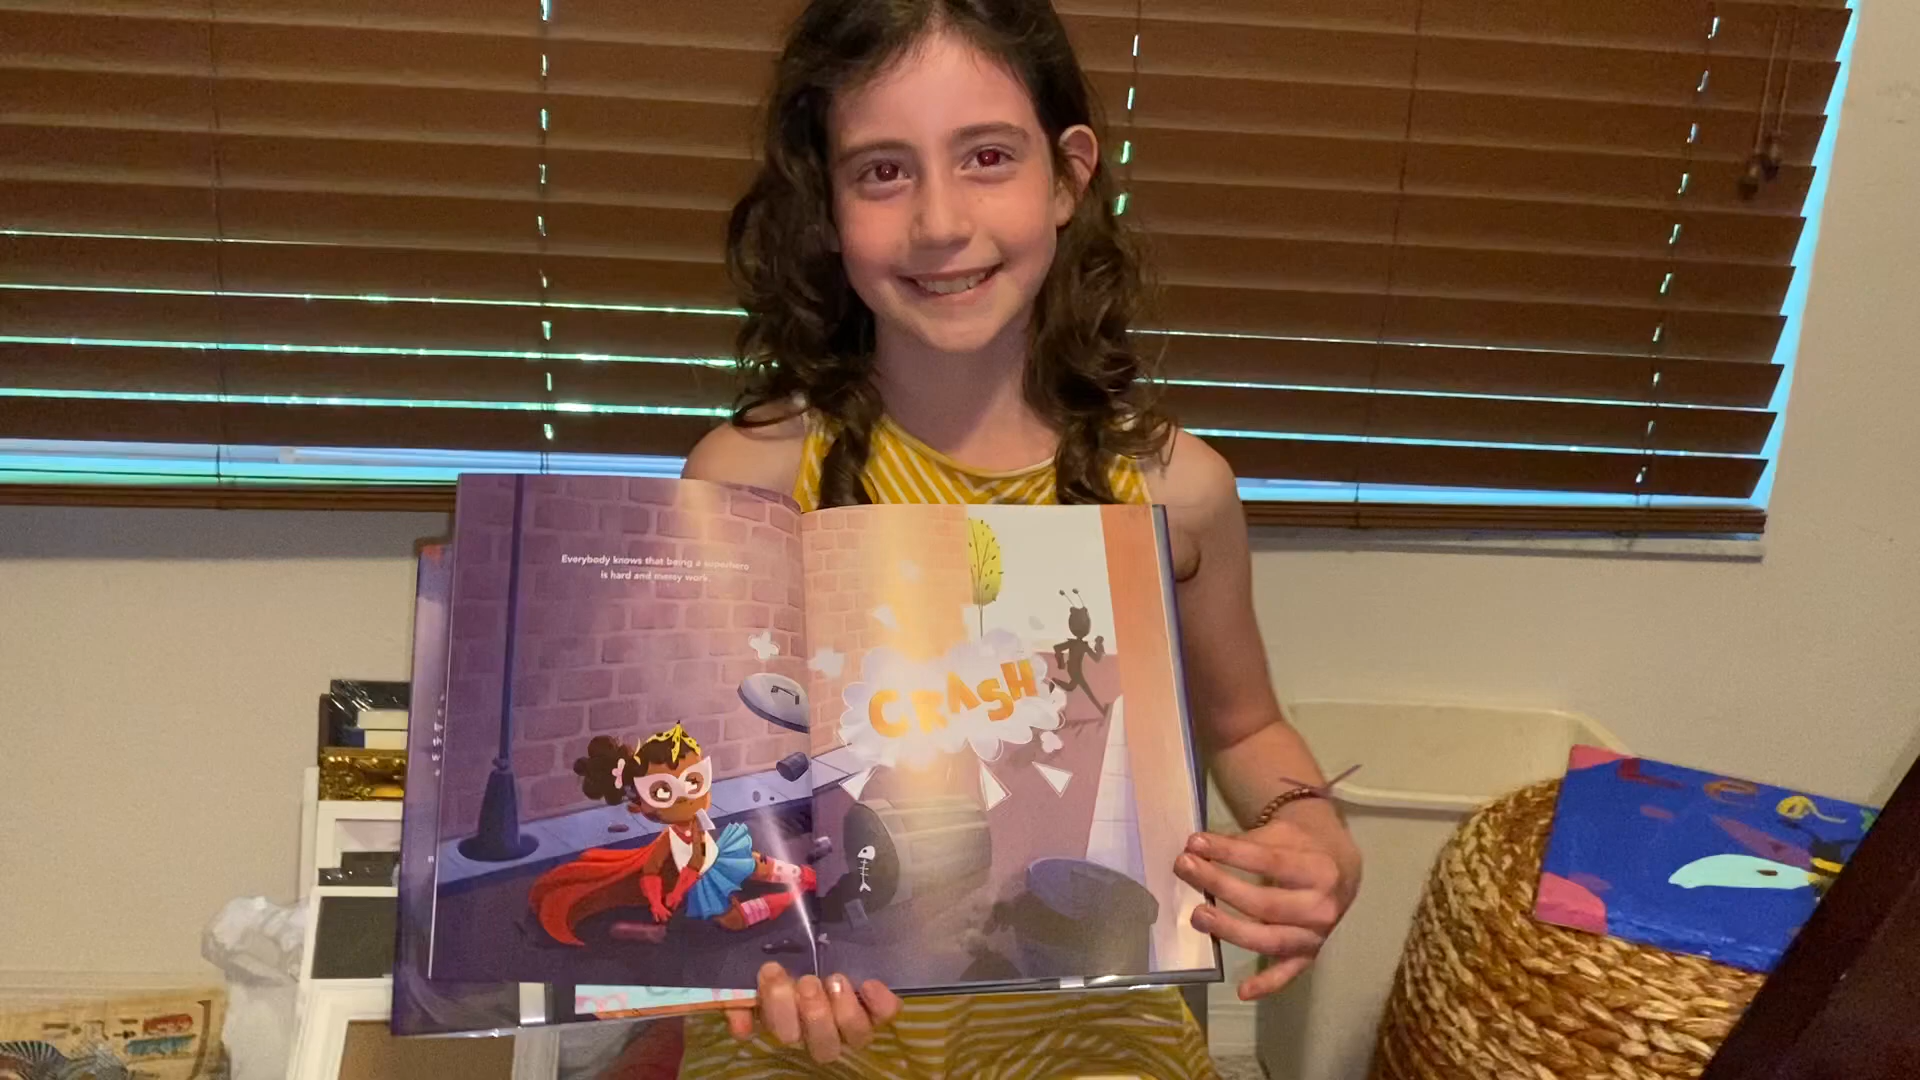 Everybody knows that being a superhero
is hard and messy work.
CRASH